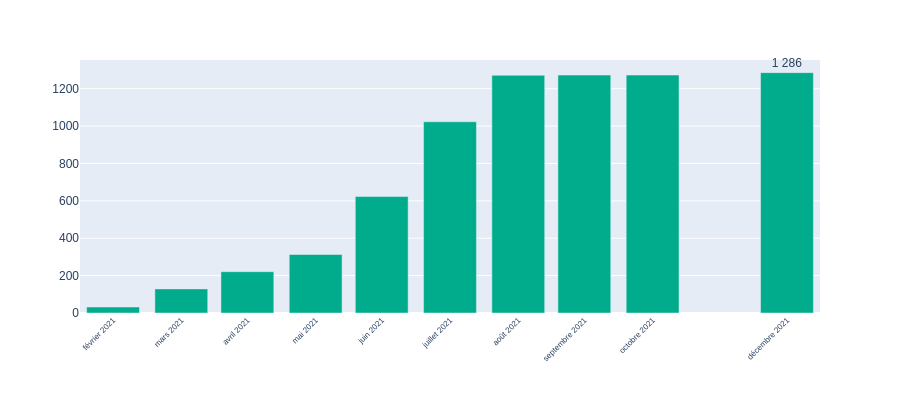 1 286
1200
1000
800
600
400
200
0
février 2021
mars 2021
avril 2021
mai 2021
juin 2021
juillet 2021
août 2021
septembre 2021
octobre 2021
décembre 2021